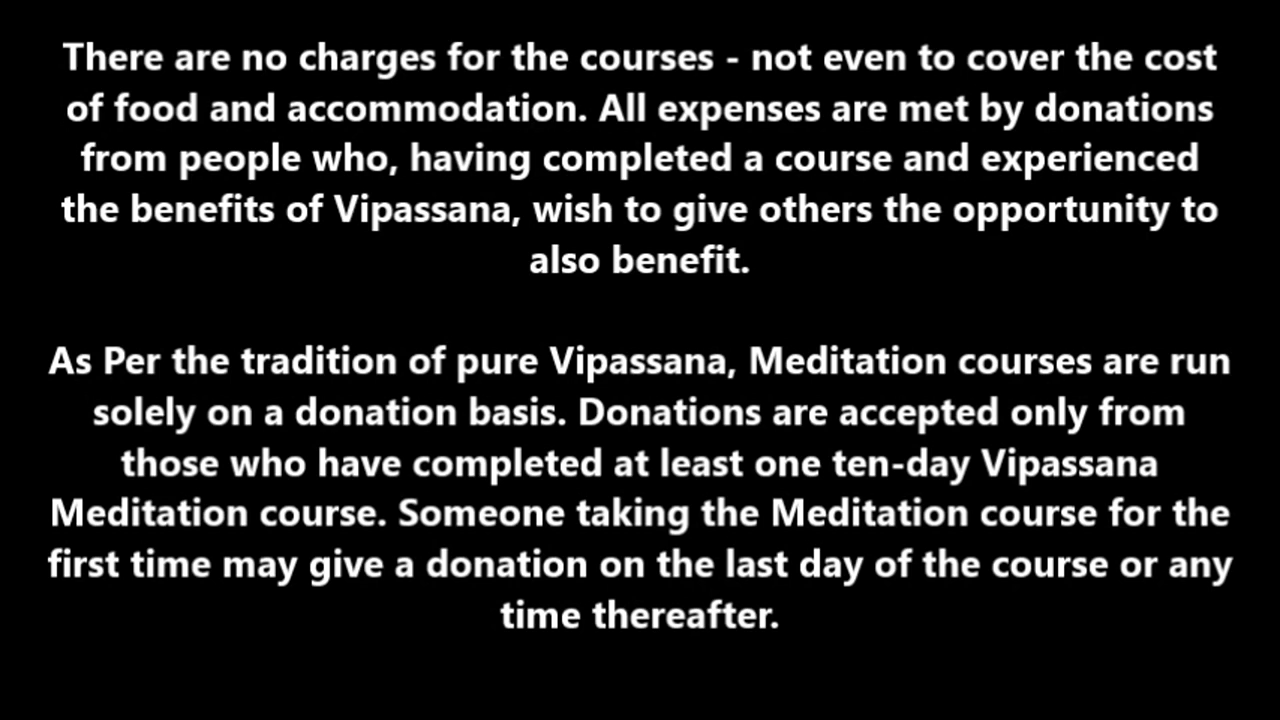 There are no charges for the courses - not even to cover the cost
of food and accommodation. All expenses are met by donations
from people who, having completed a course and experienced
the benefits of Vipassana, wish to give others the opportunity to
also benefit.
As Per the tradition of pure Vipassana, Meditation courses are run
solely on a donation basis. Donations are accepted only from
those who have completed at least one ten-day Vipassana
Meditation course. Someone taking the Meditation course for the
first time may give a donation on the last day of the course or any
time thereafter.